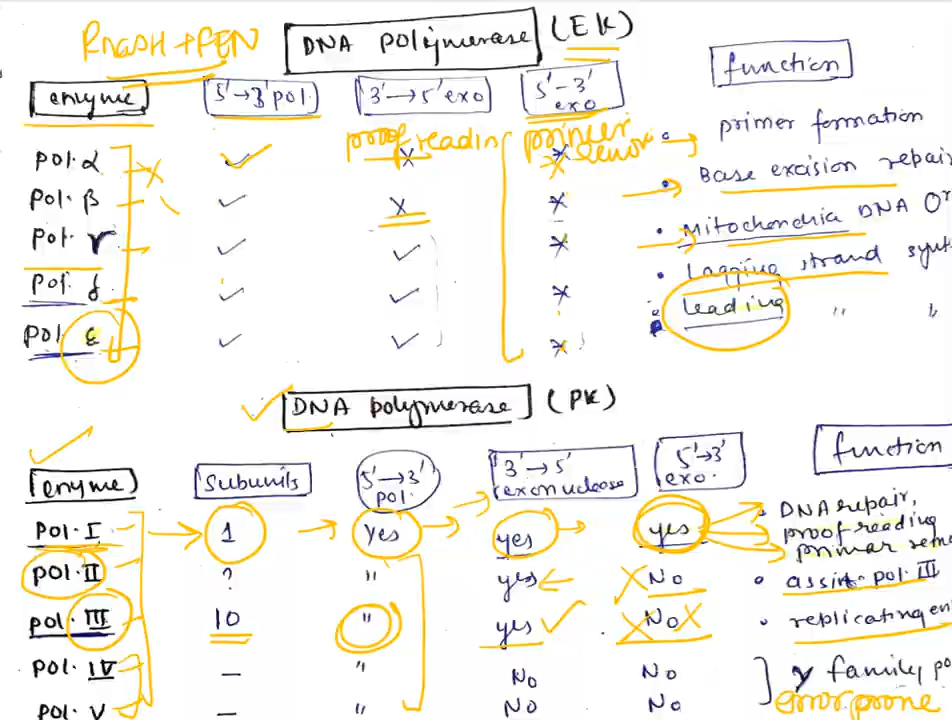 RnaSH + FEN DNA polymerase (EK)
enzyme 5'→3' pol. 3'→5' exo 5'-3' exo function
proof reading primer
Pol. α ✓ x x primer formation
Pol. β ✓ x x Base excision repair
Pol. γ ✓ ✓ x Mitochondria DNA
Pol. δ ✓ ✓ x Lagging strand
Pol. ε ✓ ✓ x leading " "
DNA polymerase (PK)
enzyme Subunits 5'→3' pol. 3'→5' exonuclease 5'→3' exo. function
Pol. I 1 Yes yes yes DNA repair,
proof reading
primar
Pol. II ? " yes No assist pol III
Pol. III 10 " yes No replicating
Pol. IV – " No No γ family
Pol. V – " No No error prone